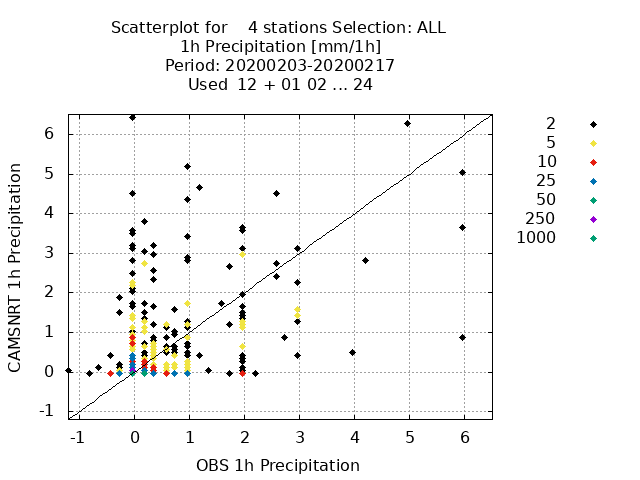 Scatterplot for 4 stations Selection: ALL
1h Precipitation [mm/1h]
Period: 20200203-20200217
Used 12 + 01 02 ... 24
CAMSNRT 1h Precipitation
6
5
4
3
2
1
0
-1
-1 0 1 2 3 4 5 6
OBS 1h Precipitation
2
5
10
25
50
250
1000